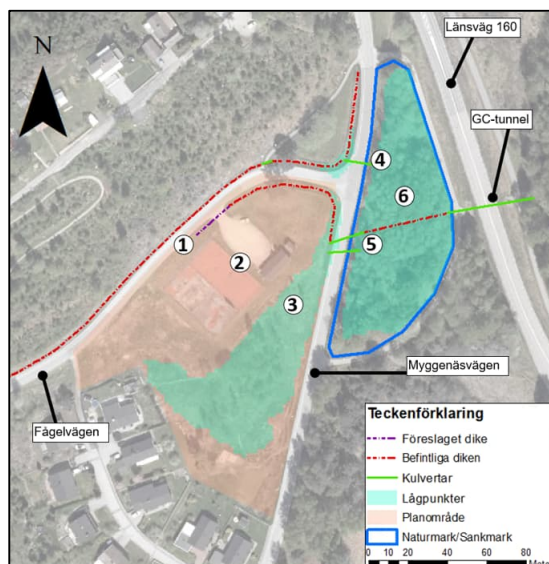 N
Länsväg 160
GC-tunnel
4
6
1
5
2
3
Myggenäsvägen
Fågelvägen
Teckenförklaring
Föreslaget dike
Befintliga diken
Kulvertar
Lågpunkter
Planområde
Naturmark/Sankmark
0 10 20 40 60 80